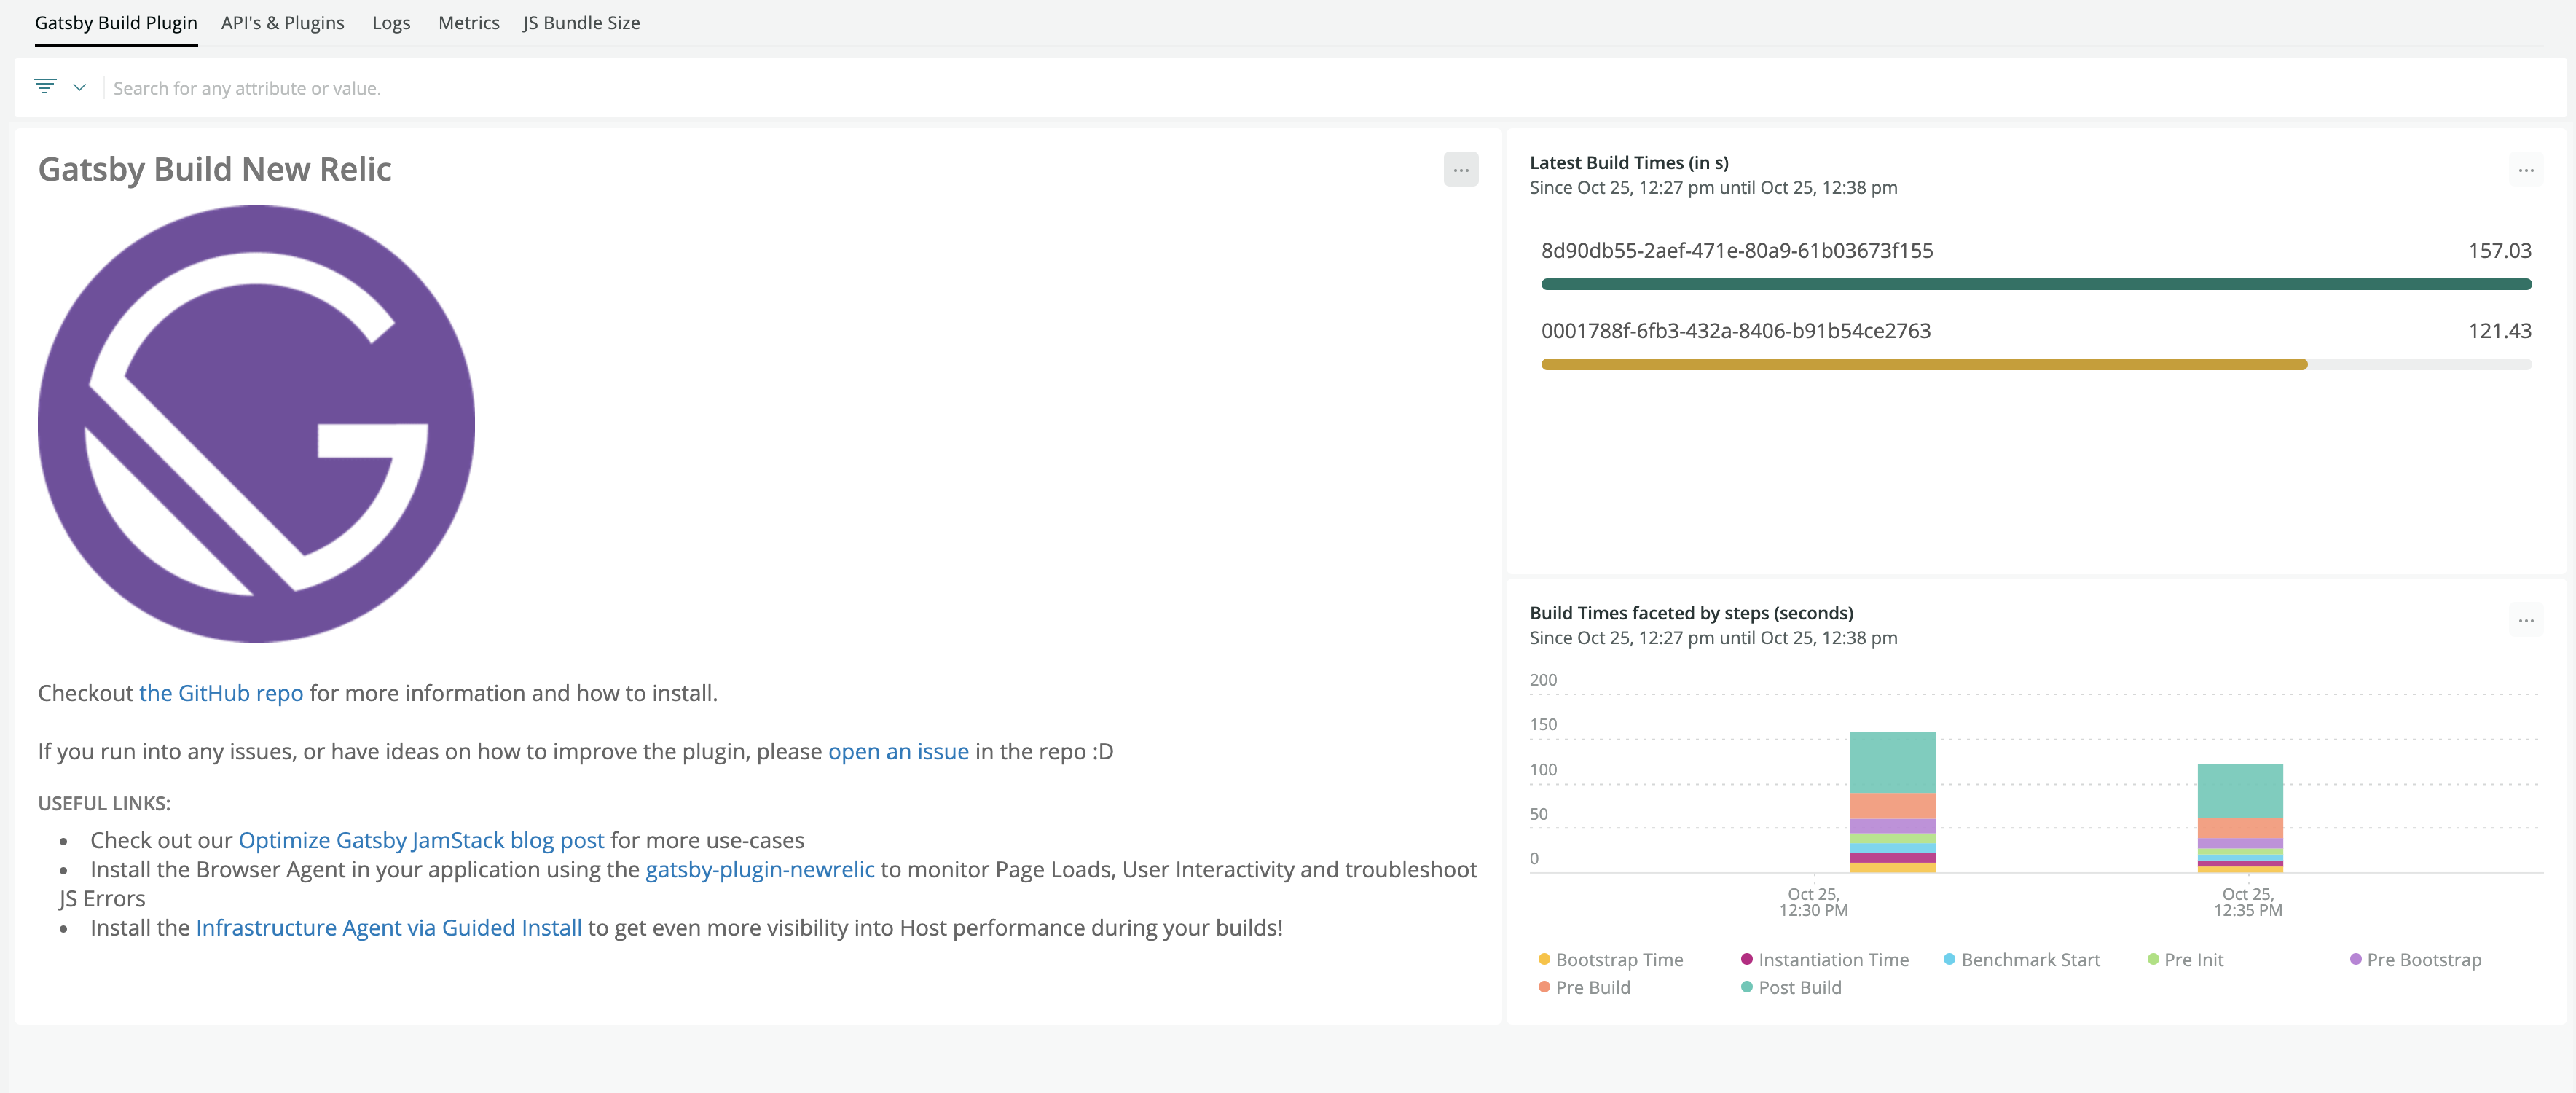 Gatsby Build Plugin API's & Plugins Logs Metrics JS Bundle Size
Search for any attribute or value.
Gatsby Build New Relic
Checkout the GitHub repo for more information and how to install.
If you run into any issues, or have ideas on how to improve the plugin, please open an issue in the repo :D
USEFUL LINKS:
• Check out our Optimize Gatsby JamStack blog post for more use-cases
• Install the Browser Agent in your application using the gatsby-plugin-newrelic to monitor Page Loads, User Interactivity and troubleshoot
JS Errors
• Install the Infrastructure Agent via Guided Install to get even more visibility into Host performance during your builds!
Latest Build Times (in s)
Since Oct 25, 12:27 pm until Oct 25, 12:38 pm
8d90db55-2aef-471e-80a9-61b03673f155 157.03
0001788f-6fb3-432a-8406-b91b54ce2763 121.43
Build Times faceted by steps (seconds)
Since Oct 25, 12:27 pm until Oct 25, 12:38 pm
200
150
100
50
0
Oct 25, Oct 25,
12:30 PM 12:35 PM
Bootstrap Time Instantiation Time Benchmark Start Pre Init Pre Bootstrap
Pre Build Post Build